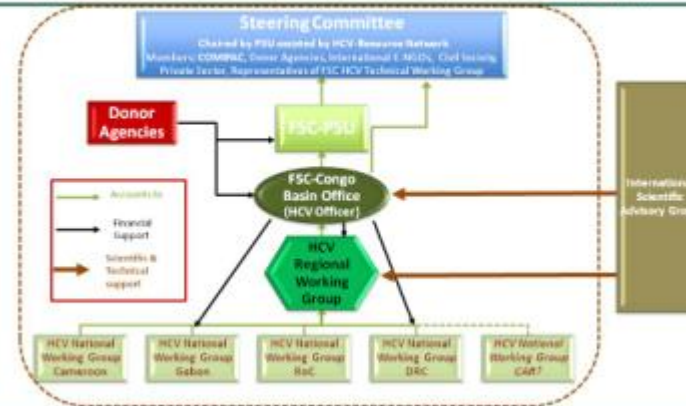 Steering Committee
Chaired by PSU assisted by HCV-Resource Network
Members: COMIFAC, Donor Agencies, International E-NGOs, Civil Society
Private Sector, Representatives of FSC HCV Technical Working Group
Donor
Agencies
FSC-PSU
FSC-Congo
Basin Office
(HCV Officer)
International
Scientific
Advisory Group
Accounts to
Financial
Support
Scientific &
Technical
support
HCV
Regional
Working
Group
HCV National
Working Group
Cameroon
HCV National
Working Group
Gabon
HCV National
Working Group
RoC
HCV National
Working Group
DRC
HCV National
Working Group
CAR?